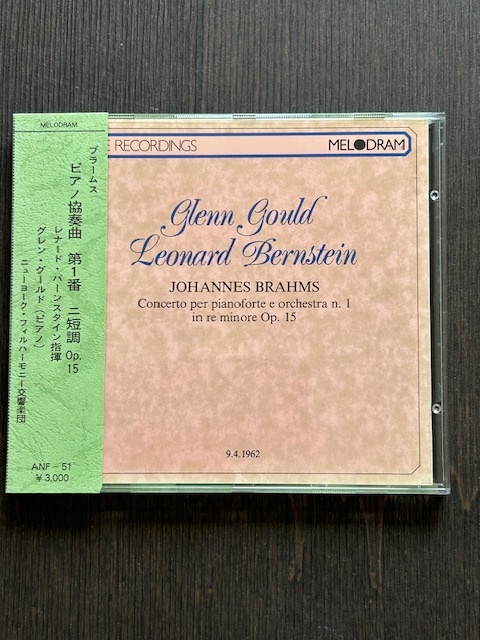 MELODRAM
ブラームス
ピアノ協奏曲 第1番 ニ短調 Op.15
レナード・バーンスタイン指揮
グレン・グールド(ピアノ)
ニューヨーク・フィルハーモニー交響楽団
ANF-51
¥3,000
RECORDINGS
MELODRAM
Glenn Gould
Leonard Bernstein
JOHANNES BRAHMS
Concerto per pianoforte e orchestra n. 1
in re minore Op. 15
9.4.1962